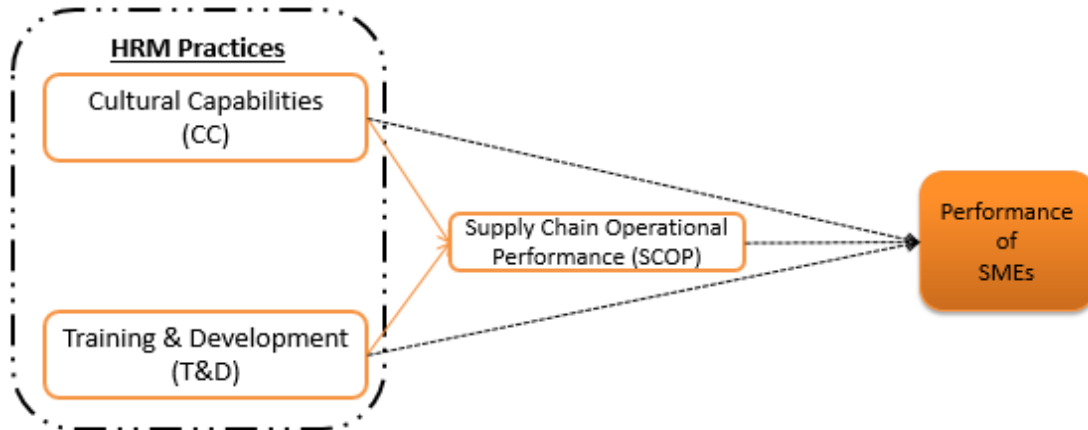 HRM Practices
Cultural Capabilities
(CC)
Supply Chain Operational
Performance (SCOP)
Performance
of
SMEs
Training & Development
(T&D)